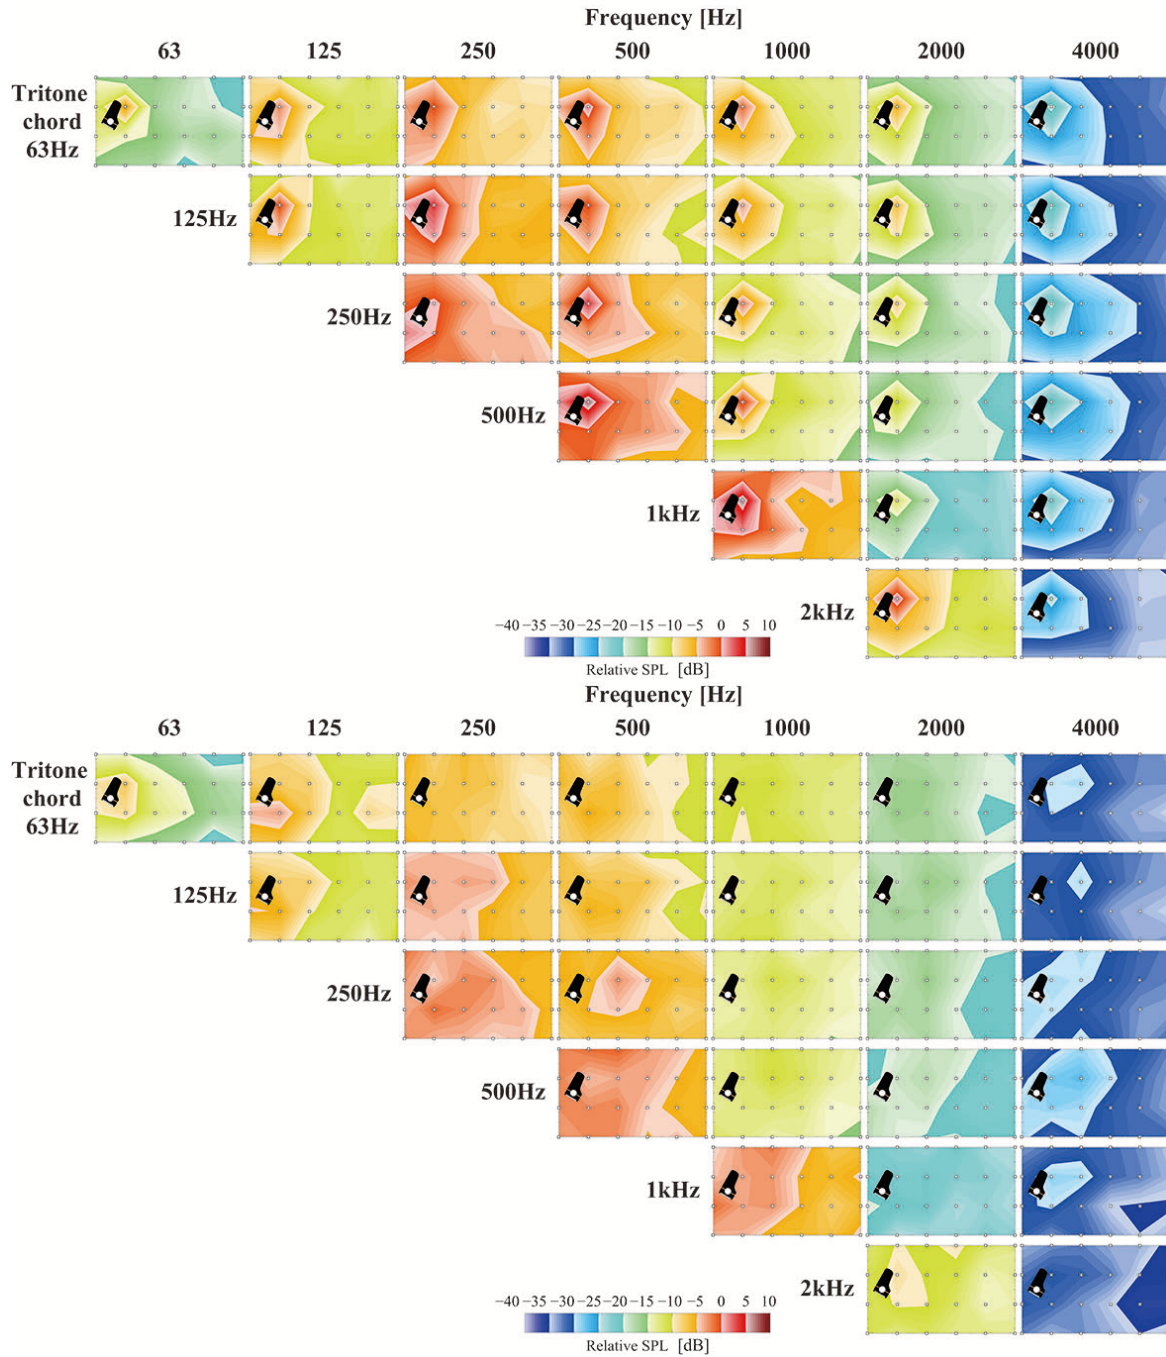 Frequency [Hz]
63 125 250 500 1000 2000 4000
Tritone
chord
63Hz
125Hz
250Hz
500Hz
1kHz
2kHz
−40 −35 −30 −25 −20 −15 −10 −5 0 5 10
Relative SPL [dB]
Frequency [Hz]
63 125 250 500 1000 2000 4000
Tritone
chord
63Hz
125Hz
250Hz
500Hz
1kHz
2kHz
−40 −35 −30 −25 −20 −15 −10 −5 0 5 10
Relative SPL [dB]